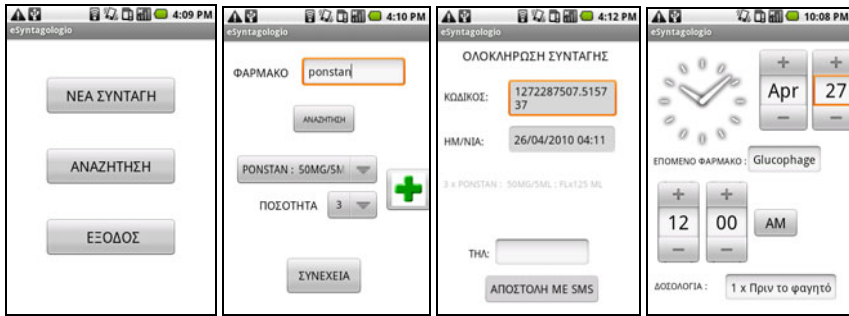 4:09 PM
eSyntagologio
ΝΕΑ ΣΥΝΤΑΓΗ
ΑΝΑΖΗΤΗΣΗ
ΕΞΟΔΟΣ
4:10 PM
eSyntagologio
ΦΑΡΜΑΚΟ ponstan
ΑΝΑΖΗΤΗΣΗ
PONSTAN : 50MG/5M
ΠΟΣΟΤΗΤΑ 3
ΣΥΝΕΧΕΙΑ
4:12 PM
eSyntagologio
ΟΛΟΚΛΗΡΩΣΗ ΣΥΝΤΑΓΗΣ
ΚΩΔΙΚΟΣ: 1272287507.5157
37
ΗΜ/ΝΙΑ: 26/04/2010 04:11
3 x PONSTAN : 50MG/5ML : FLx125 ML
ΤΗΛ:
ΑΠΟΣΤΟΛΗ ΜΕ SMS
10:08 PM
eSyntagologio
+ +
Apr 27
- -
ΕΠΟΜΕΝΟ ΦΑΡΜΑΚΟ : Glucophage
+ +
12 00 AM
- -
ΔΟΣΟΛΟΓΙΑ : 1 x Πριν το φαγητό